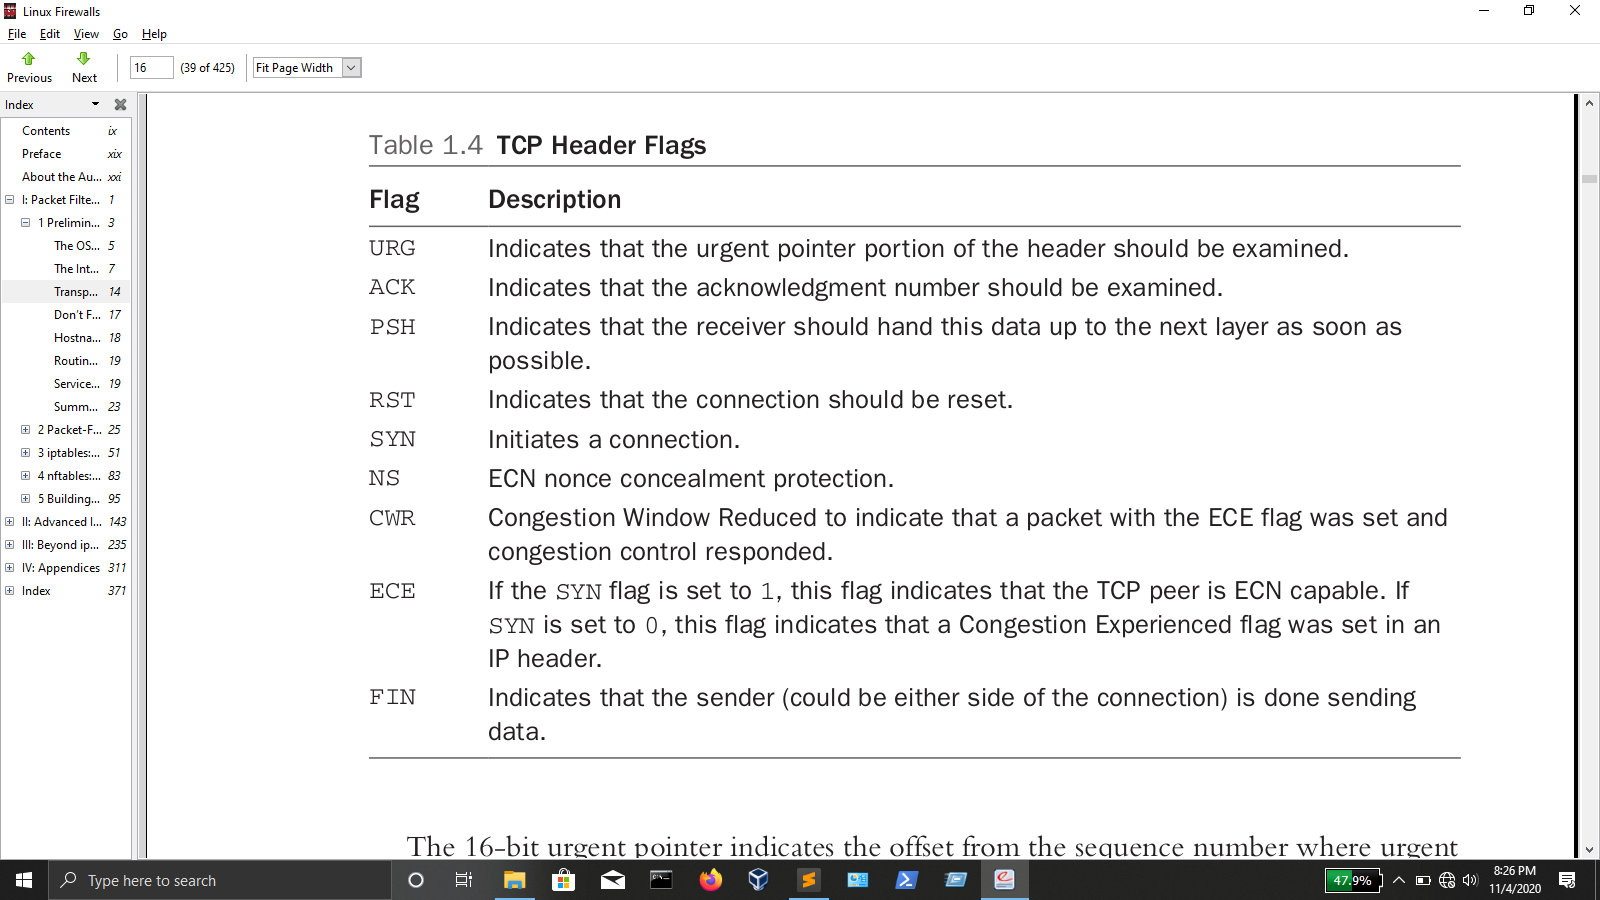 Linux Firewalls
File Edit View Go Help
Previous Next 16 (39 of 425) Fit Page Width
Index
Contents ix
Preface xix
About the Au... xxi
I: Packet Filte... 1
1 Prelimin... 3
The OS... 5
The Int... 7
Transp... 14
Don't F... 17
Hostna... 18
Routin... 19
Service... 19
Summ... 23
2 Packet-F... 25
3 iptables:... 51
4 nftables:... 83
5 Building... 95
II: Advanced I... 143
III: Beyond ip... 235
IV: Appendices 311
Index 371
Table 1.4 TCP Header Flags
Flag Description
URG Indicates that the urgent pointer portion of the header should be examined.
ACK Indicates that the acknowledgment number should be examined.
PSH Indicates that the receiver should hand this data up to the next layer as soon as
possible.
RST Indicates that the connection should be reset.
SYN Initiates a connection.
NS ECN nonce concealment protection.
CWR Congestion Window Reduced to indicate that a packet with the ECE flag was set and
congestion control responded.
ECE If the SYN flag is set to 1, this flag indicates that the TCP peer is ECN capable. If
SYN is set to 0, this flag indicates that a Congestion Experienced flag was set in an
IP header.
FIN Indicates that the sender (could be either side of the connection) is done sending
data.
The 16-bit urgent pointer indicates the offset from the sequence number where urgent
Type here to search
47.9%
8:26 PM
11/4/2020